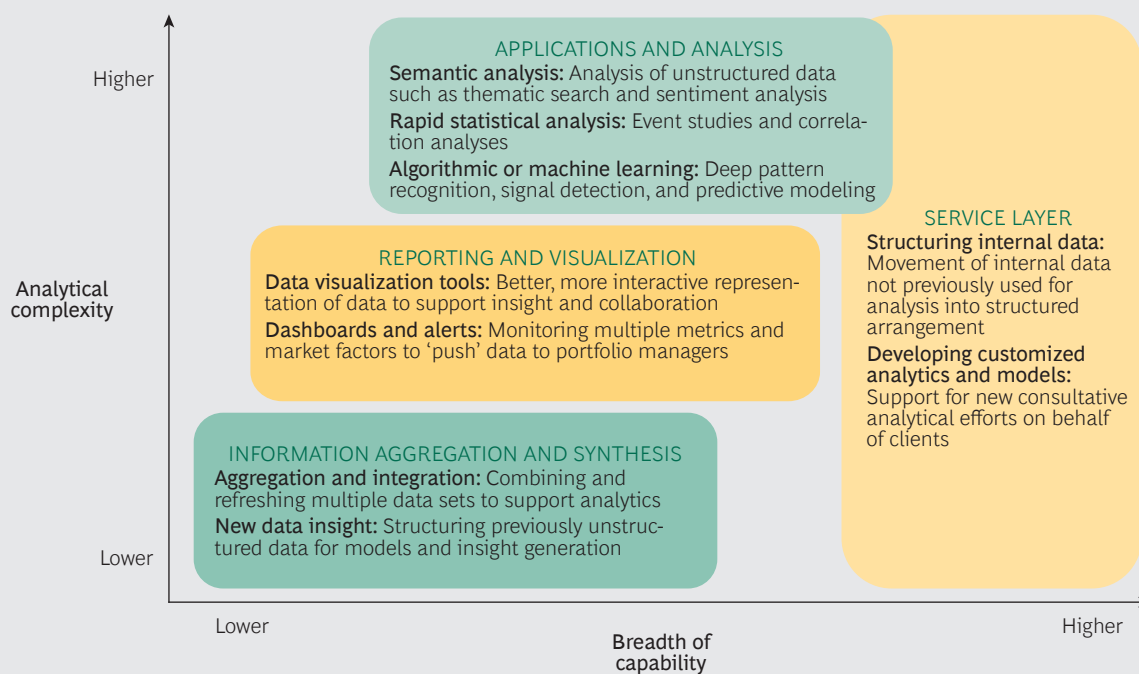 APPLICATIONS AND ANALYSIS
Semantic analysis: Analysis of unstructured data
such as thematic search and sentiment analysis
Rapid statistical analysis: Event studies and correla-
tion analyses
Algorithmic or machine learning: Deep pattern
recognition, signal detection, and predictive modeling
REPORTING AND VISUALIZATION
Data visualization tools: Better, more interactive represen-
tation of data to support insight and collaboration
Dashboards and alerts: Monitoring multiple metrics and
market factors to ‘push’ data to portfolio managers
INFORMATION AGGREGATION AND SYNTHESIS
Aggregation and integration: Combining and
refreshing multiple data sets to support analytics
New data insight: Structuring previously unstruc-
tured data for models and insight generation
SERVICE LAYER
Structuring internal data:
Movement of internal data
not previously used for
analysis into structured
arrangement
Developing customized
analytics and models:
Support for new consultative
analytical efforts on behalf
of clients
Higher
Analytical
complexity
Lower
Lower
Breadth of
capability
Higher